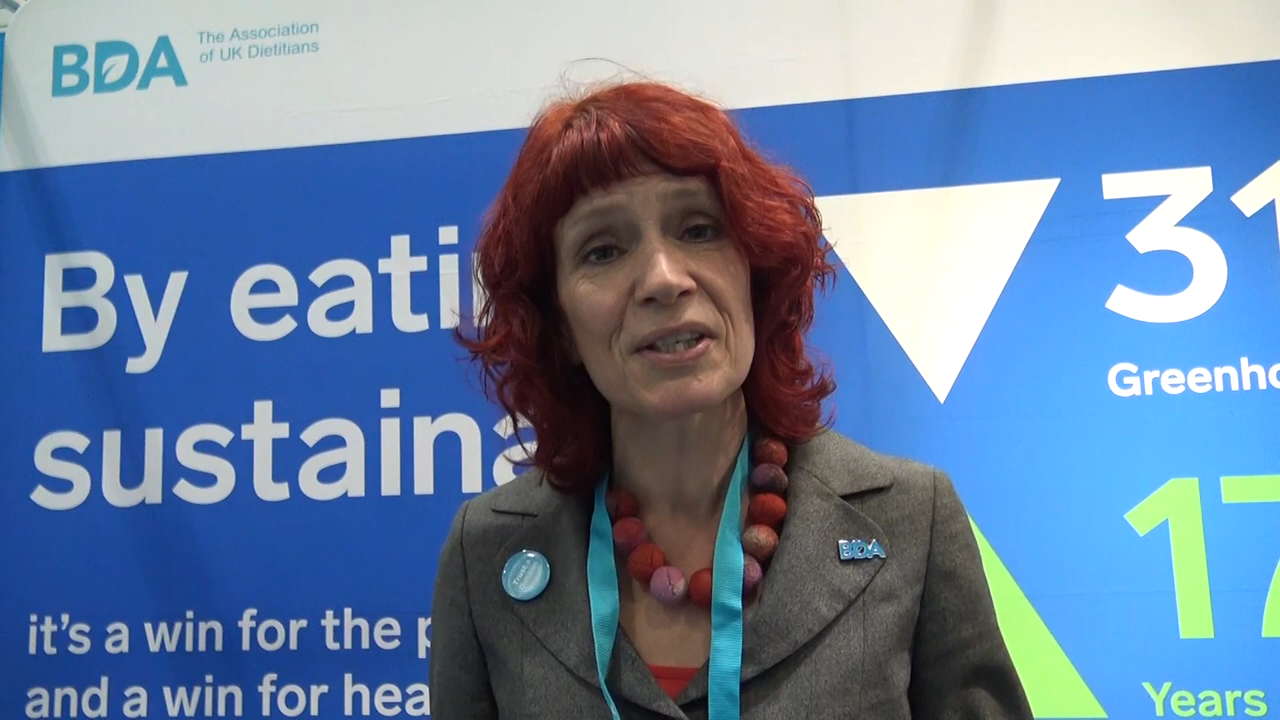 BDA
The Association
of UK Dietitians
By eati
sustaina
it's a win for the p
and a win for hea
31
Greenho
17
Years
Trust a
BDA